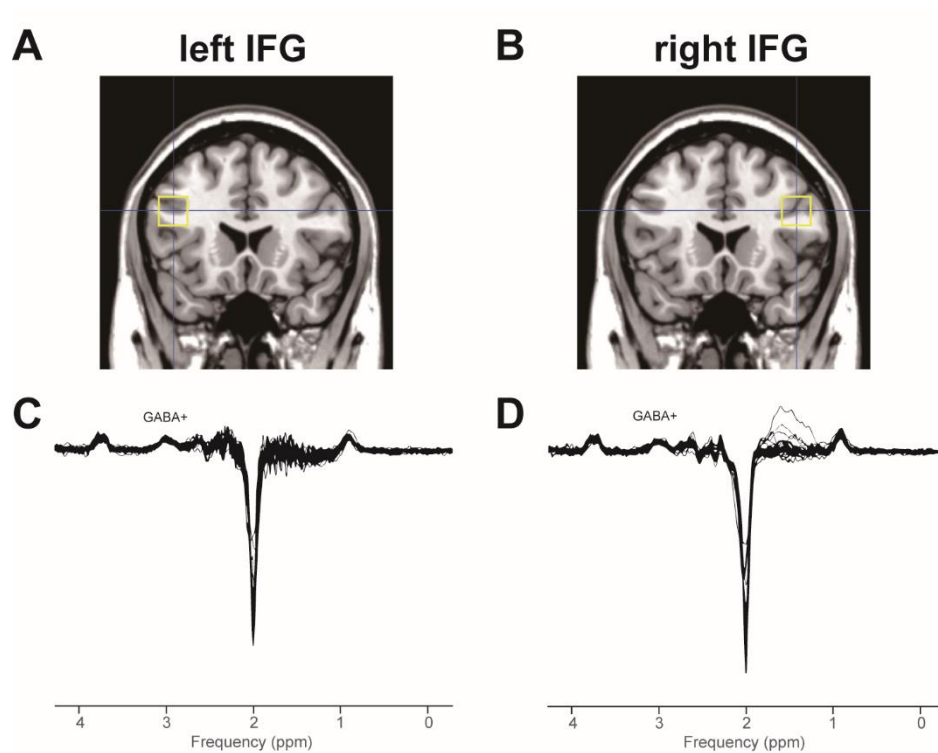 A left IFG
B right IFG
C GABA+
D GABA+
4 3 2 1 0
Frequency (ppm)
4 3 2 1 0
Frequency (ppm)